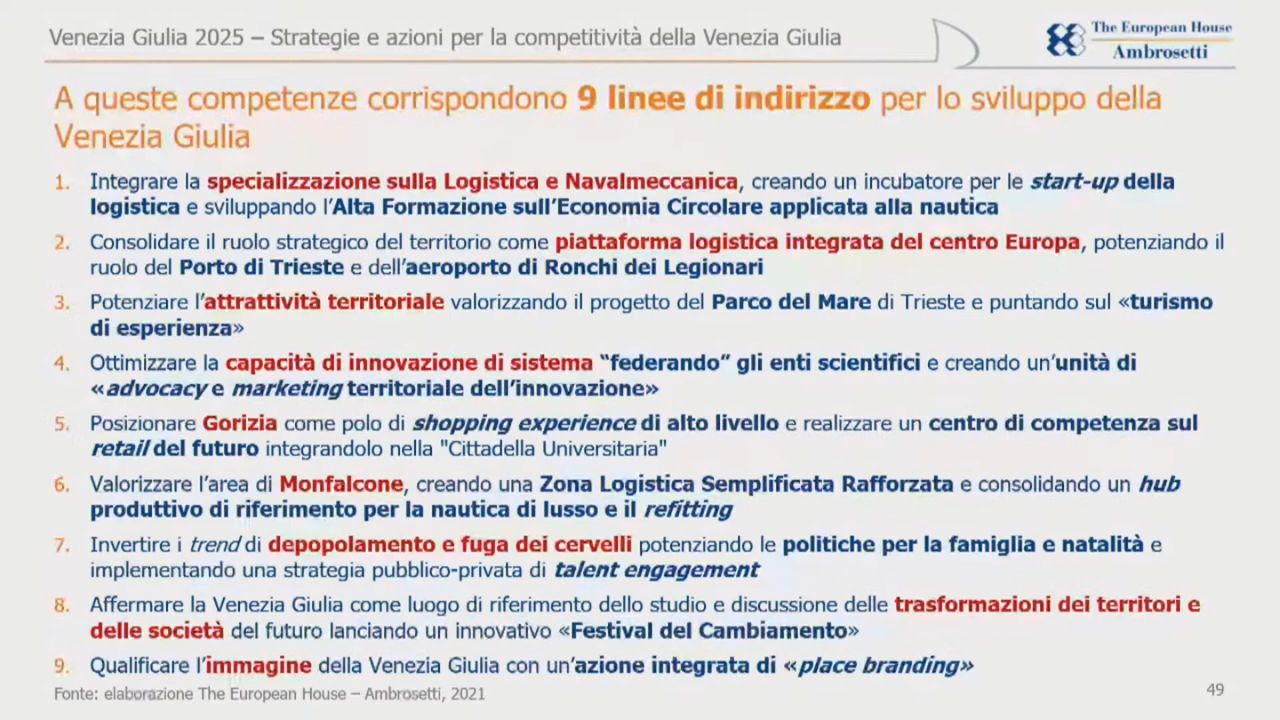 Venezia Giulia 2025 – Strategie e azioni per la competitività della Venezia Giulia
The European House
Ambrosetti
A queste competenze corrispondono 9 linee di indirizzo per lo sviluppo della
Venezia Giulia
1. Integrare la specializzazione sulla Logistica e Navalmeccanica, creando un incubatore per le start-up della
logistica e sviluppando l’Alta Formazione sull’Economia Circolare applicata alla nautica
2. Consolidare il ruolo strategico del territorio come piattaforma logistica integrata del centro Europa, potenziando il
ruolo del Porto di Trieste e dell’aeroporto di Ronchi dei Legionari
3. Potenziare l’attrattività territoriale valorizzando il progetto del Parco del Mare di Trieste e puntando sul «turismo
di esperienza»
4. Ottimizzare la capacità di innovazione di sistema “federando” gli enti scientifici e creando un’unità di
«advocacy e marketing territoriale dell’innovazione»
5. Posizionare Gorizia come polo di shopping experience di alto livello e realizzare un centro di competenza sul
retail del futuro integrandolo nella "Cittadella Universitaria"
6. Valorizzare l’area di Monfalcone, creando una Zona Logistica Semplificata Rafforzata e consolidando un hub
produttivo di riferimento per la nautica di lusso e il refitting
7. Invertire i trend di depopolamento e fuga dei cervelli potenziando le politiche per la famiglia e natalità e
implementando una strategia pubblico-privata di talent engagement
8. Affermare la Venezia Giulia come luogo di riferimento dello studio e discussione delle trasformazioni dei territori e
delle società del futuro lanciando un innovativo «Festival del Cambiamento»
9. Qualificare l’immagine della Venezia Giulia con un’azione integrata di «place branding»
Fonte: elaborazione The European House – Ambrosetti, 2021
49